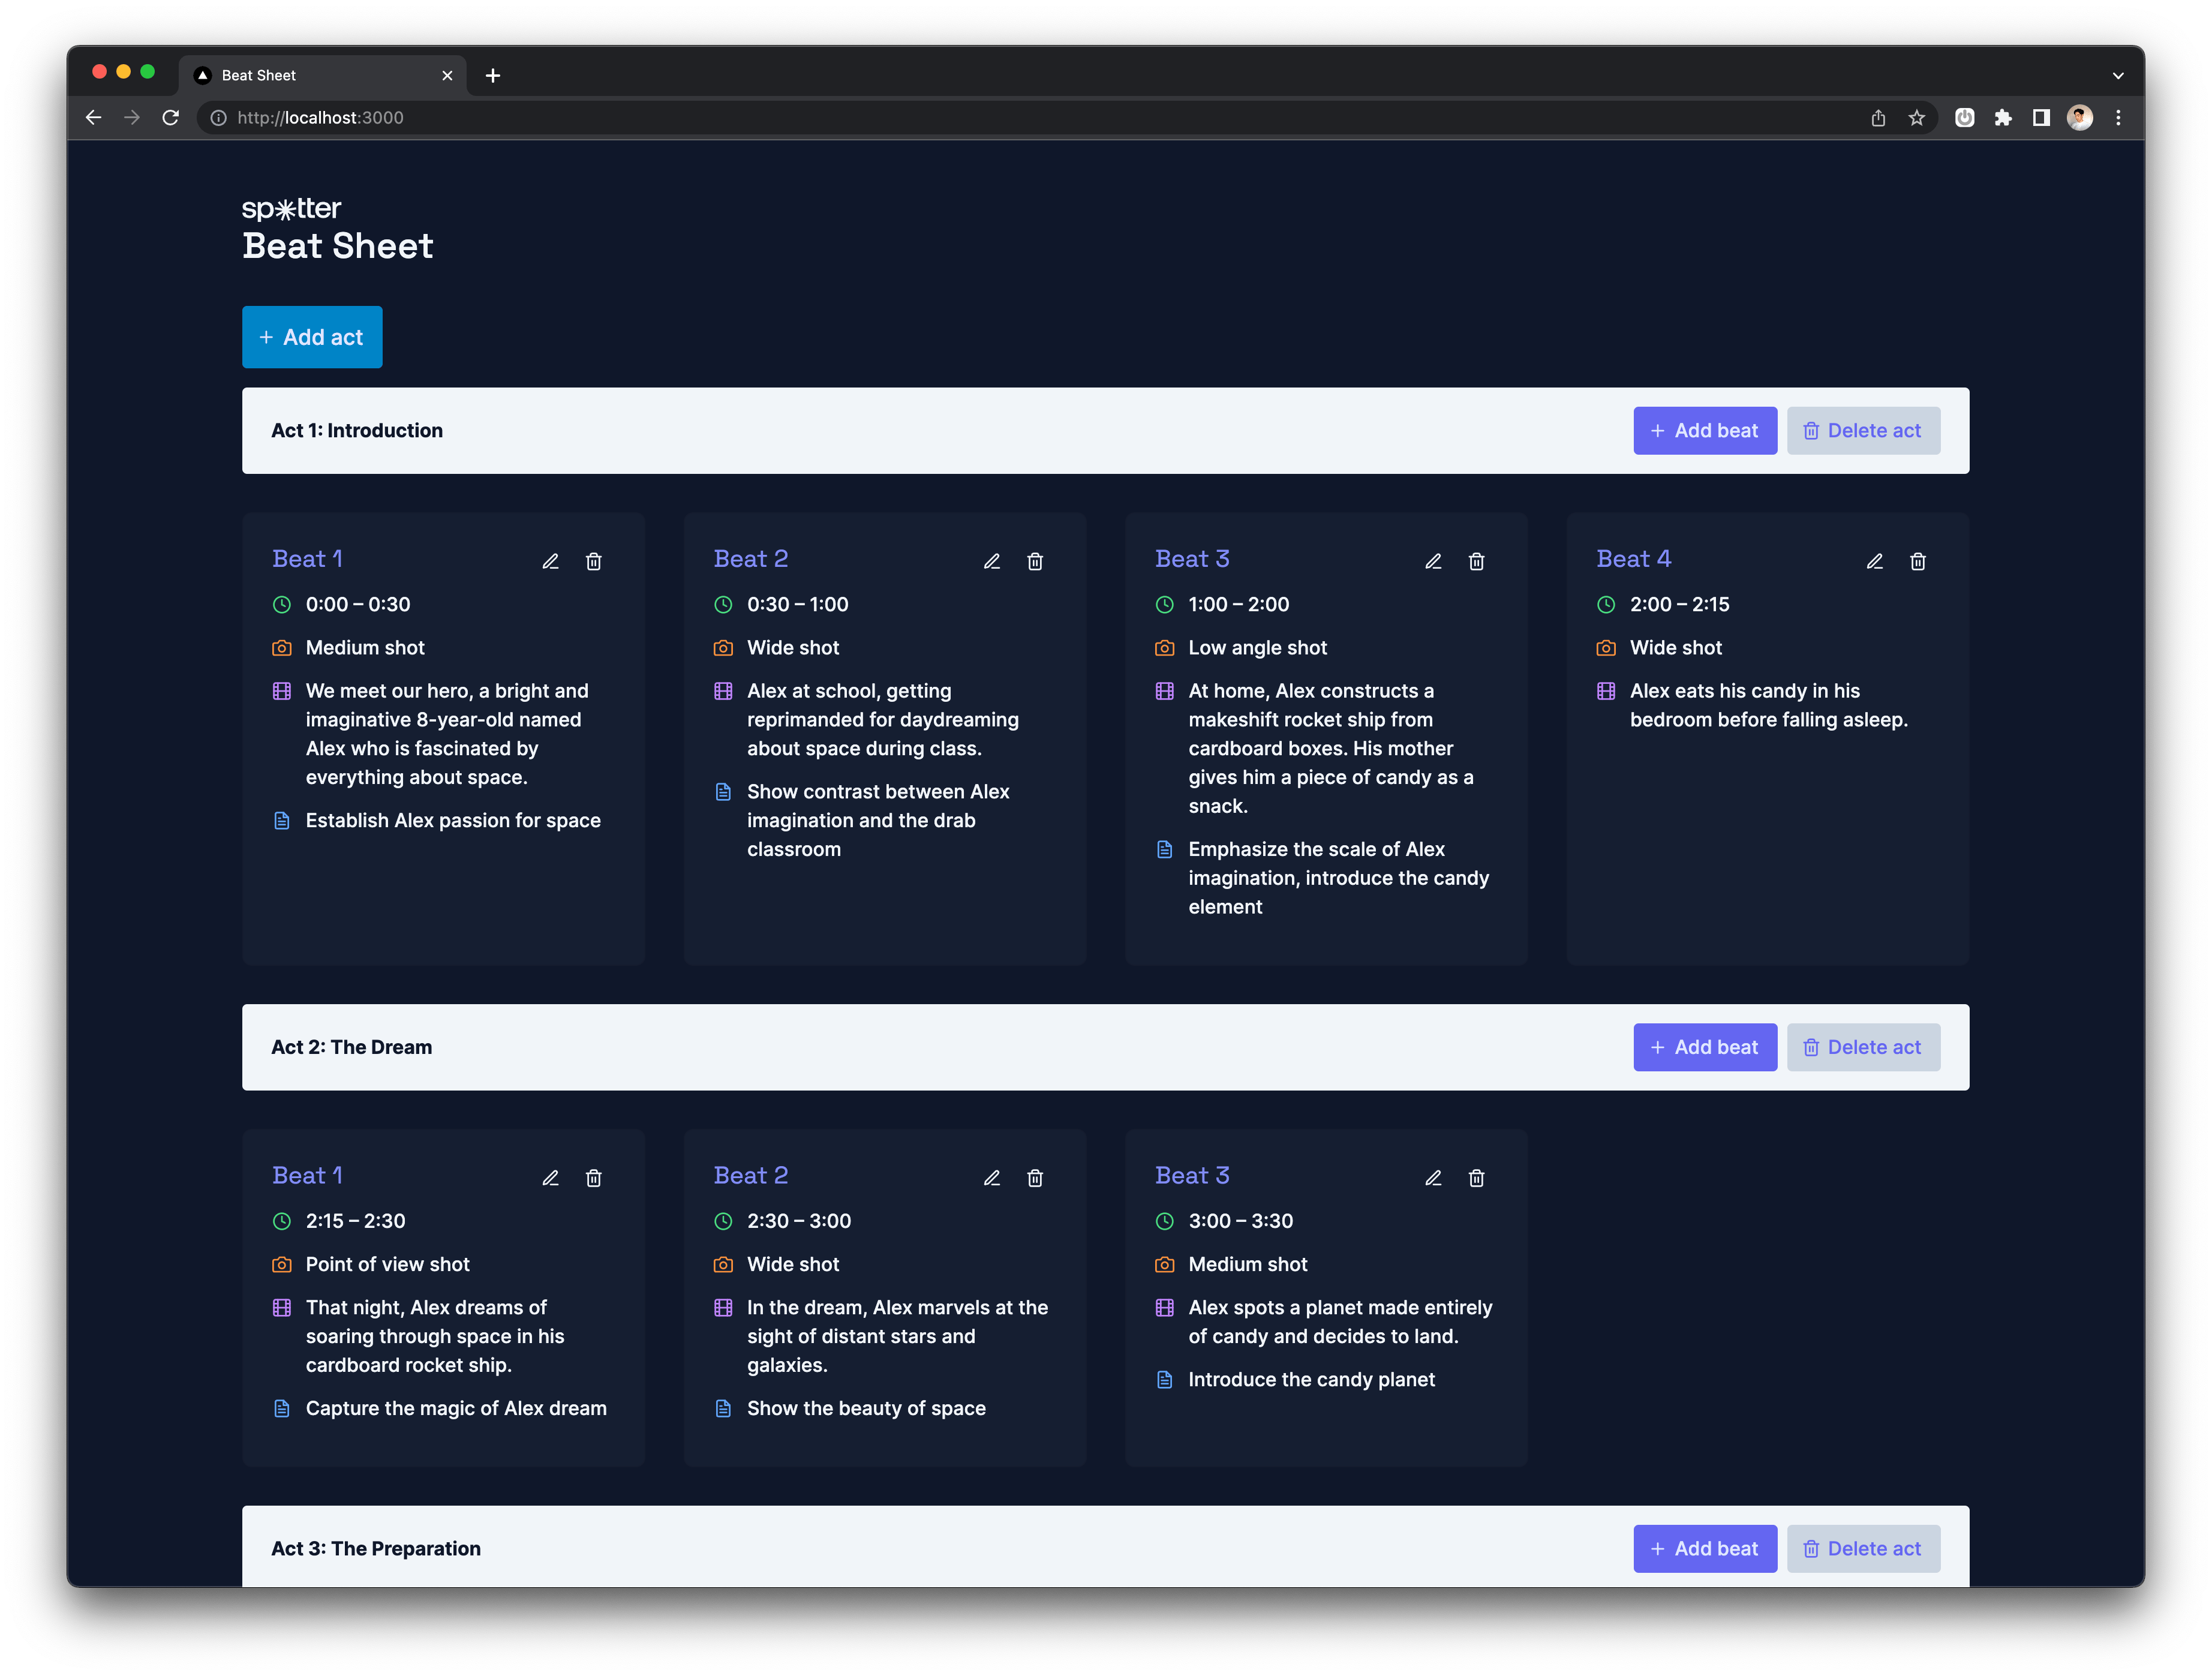 Beat Sheet
http://localhost:3000
sp✳tter
Beat Sheet
+ Add act
Act 1: Introduction
+ Add beat
Delete act
Beat 1
0:00 – 0:30
Medium shot
We meet our hero, a bright and
imaginative 8-year-old named
Alex who is fascinated by
everything about space.
Establish Alex passion for space
Beat 2
0:30 – 1:00
Wide shot
Alex at school, getting
reprimanded for daydreaming
about space during class.
Show contrast between Alex
imagination and the drab
classroom
Beat 3
1:00 – 2:00
Low angle shot
At home, Alex constructs a
makeshift rocket ship from
cardboard boxes. His mother
gives him a piece of candy as a
snack.
Emphasize the scale of Alex
imagination, introduce the candy
element
Beat 4
2:00 – 2:15
Wide shot
Alex eats his candy in his
bedroom before falling asleep.
Act 2: The Dream
+ Add beat
Delete act
Beat 1
2:15 – 2:30
Point of view shot
That night, Alex dreams of
soaring through space in his
cardboard rocket ship.
Capture the magic of Alex dream
Beat 2
2:30 – 3:00
Wide shot
In the dream, Alex marvels at the
sight of distant stars and
galaxies.
Show the beauty of space
Beat 3
3:00 – 3:30
Medium shot
Alex spots a planet made entirely
of candy and decides to land.
Introduce the candy planet
Act 3: The Preparation
+ Add beat
Delete act